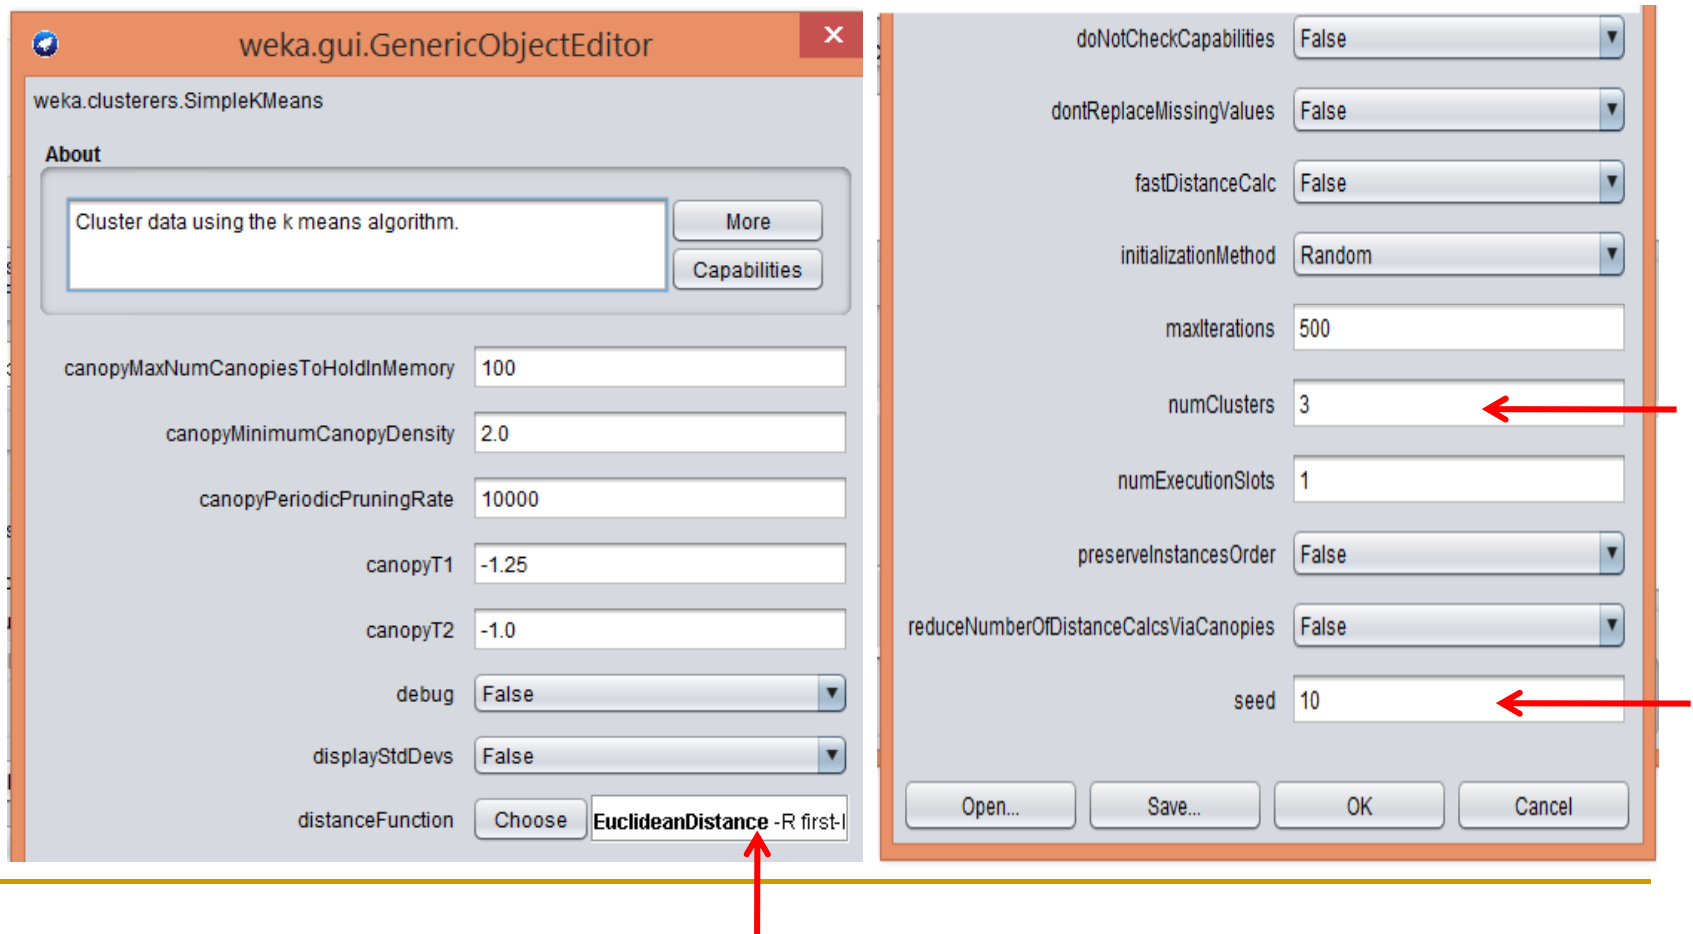 weka.gui.GenericObjectEditor
weka.clusterers.SimpleKMeans
About
Cluster data using the k means algorithm.
More
Capabilities
canopyMaxNumCanopiesToHoldInMemory 100
canopyMinimumCanopyDensity 2.0
canopyPeriodicPruningRate 10000
canopyT1 -1.25
canopyT2 -1.0
debug False
displayStdDevs False
distanceFunction Choose EuclideanDistance -R first-l
doNotCheckCapabilities False
dontReplaceMissingValues False
fastDistanceCalc False
initializationMethod Random
maxIterations 500
numClusters 3
numExecutionSlots 1
preserveInstancesOrder False
reduceNumberOfDistanceCalcsViaCanopies False
seed 10
Open... Save... OK Cancel